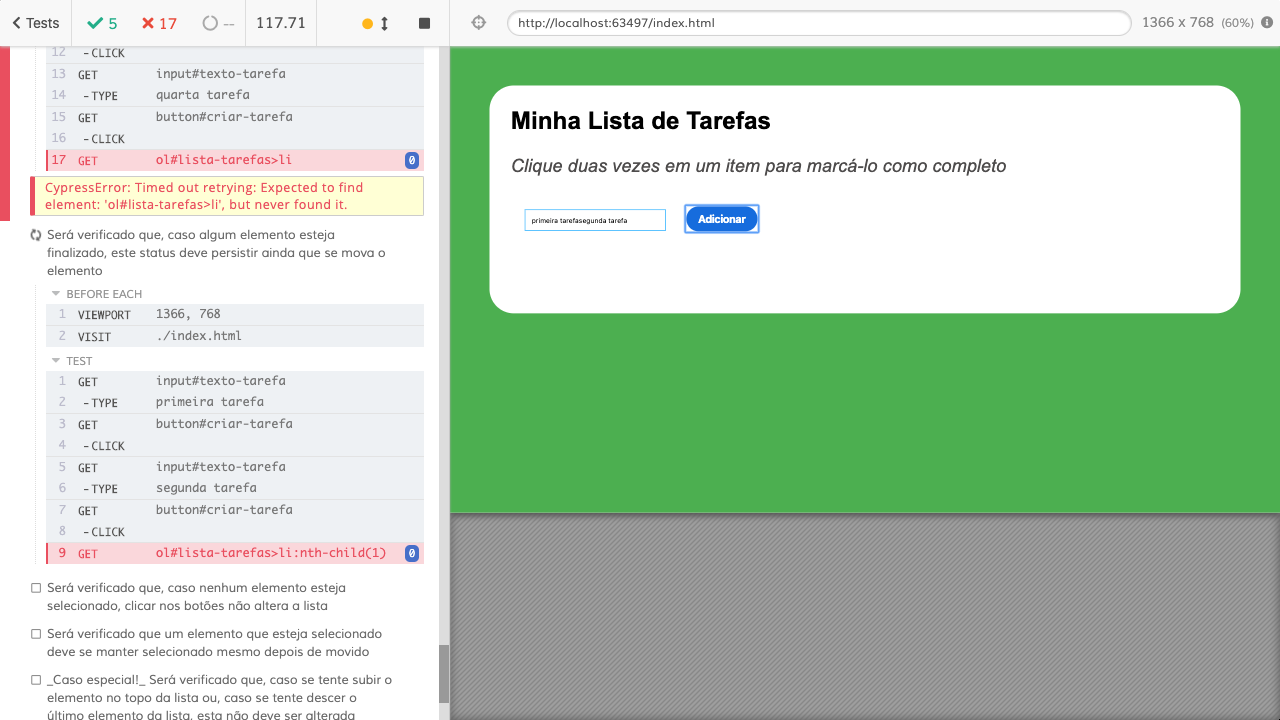 Tests
5
17
--
117.71
http://localhost:63497/index.html
1366 x 768 (60%)
12 -CLICK
13 GET input#texto-tarefa
14 -TYPE quarta tarefa
15 GET button#criar-tarefa
16 -CLICK
17 GET ol#lista-tarefas>li 0
CypressError: Timed out retrying: Expected to find
element: 'ol#lista-tarefas>li', but never found it.
Será verificado que, caso algum elemento esteja
finalizado, este status deve persistir ainda que se mova o
elemento
BEFORE EACH
1 VIEWPORT 1366, 768
2 VISIT ./index.html
TEST
1 GET input#texto-tarefa
2 -TYPE primeira tarefa
3 GET button#criar-tarefa
4 -CLICK
5 GET input#texto-tarefa
6 -TYPE segunda tarefa
7 GET button#criar-tarefa
8 -CLICK
9 GET ol#lista-tarefas>li:nth-child(1) 0
Será verificado que, caso nenhum elemento esteja
selecionado, clicar nos botões não altera a lista
Será verificado que um elemento que esteja selecionado
deve se manter selecionado mesmo depois de movido
_Caso especial!_ Será verificado que, caso se tente subir o
elemento no topo da lista ou, caso se tente descer o
último elemento da lista, esta não deve ser alterada
Minha Lista de Tarefas
Clique duas vezes em um item para marcá-lo como completo
primeira tarefasegunda tarefa
Adicionar